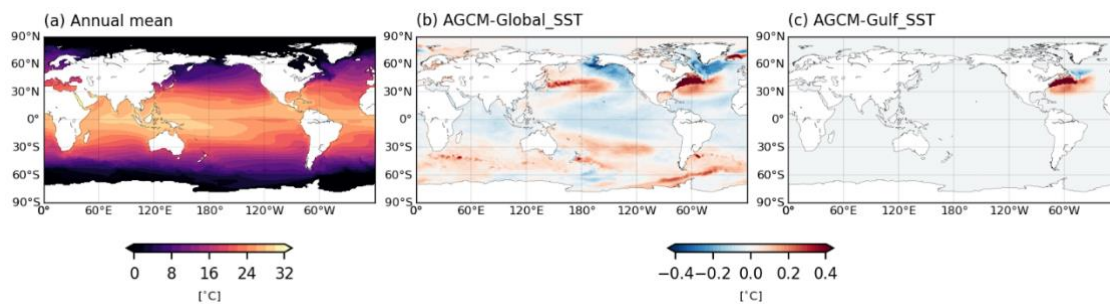 (a) Annual mean
(b) AGCM-Global_SST
(c) AGCM-Gulf_SST
90°N
60°N
30°N
0°
30°S
60°S
90°S
0° 60°E 120°E 180° 120°W 60°W
90°N
60°N
30°N
0°
30°S
60°S
90°S
0° 60°E 120°E 180° 120°W 60°W
90°N
60°N
30°N
0°
30°S
60°S
90°S
0° 60°E 120°E 180° 120°W 60°W
0 8 16 24 32
[°C]
−0.4 −0.2 0.0 0.2 0.4
[°C]